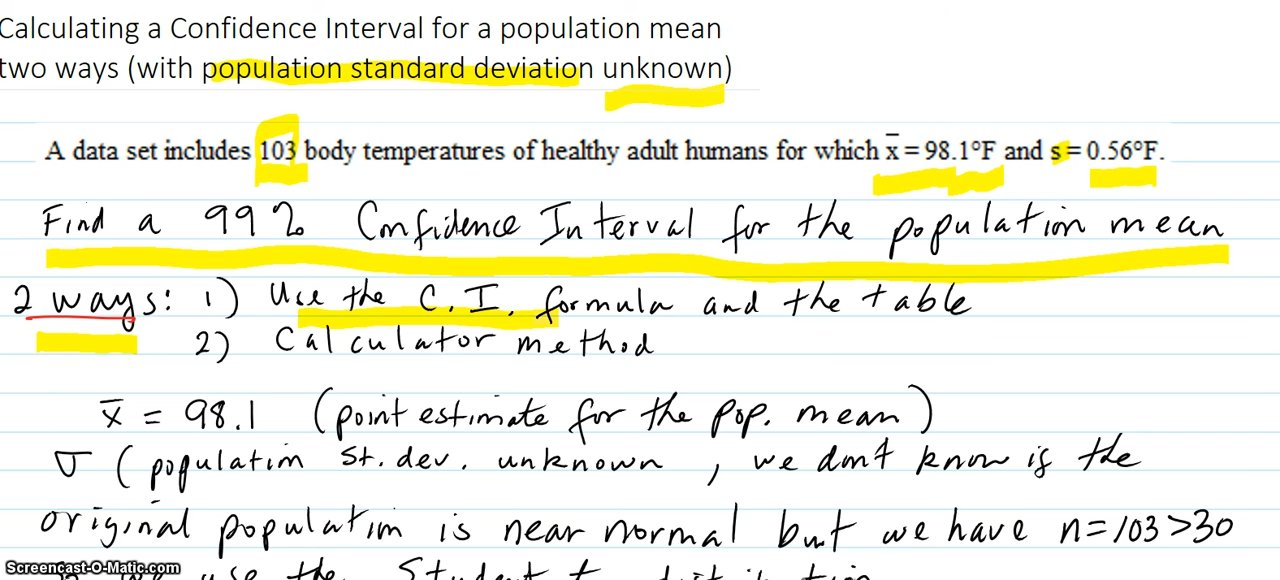 Calculating a Confidence Interval for a population mean
two ways (with population standard deviation unknown)
A data set includes 103 body temperatures of healthy adult humans for which x̄ = 98.1°F and s = 0.56°F.
Find a 99% Confidence Interval for the population mean
2 ways: 1) Use the C.I. formula and the table
2) Calculator method
x̄ = 98.1 (point estimate for the pop. mean)
σ (population st. dev. unknown, we don't know if the
original population is near normal but we have n=103>30
use the Student t distribution
Screencast-O-Matic.com